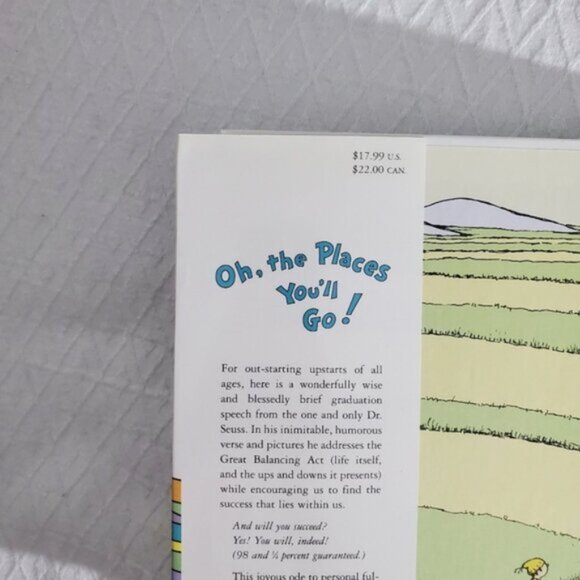 $17.99 U.S.
$22.00 CAN.
Oh, the Places
You'll
Go!
For out-starting upstarts of all
ages, here is a wonderfully wise
and blessedly brief graduation
speech from the one and only Dr.
Seuss. In his inimitable, humorous
verse and pictures he addresses the
Great Balancing Act (life itself,
and the ups and downs it presents)
while encouraging us to find the
success that lies within us.
And will you succeed?
Yes! You will, indeed!
(98 and ¾ percent guaranteed.)
This joyous ode to personal ful-